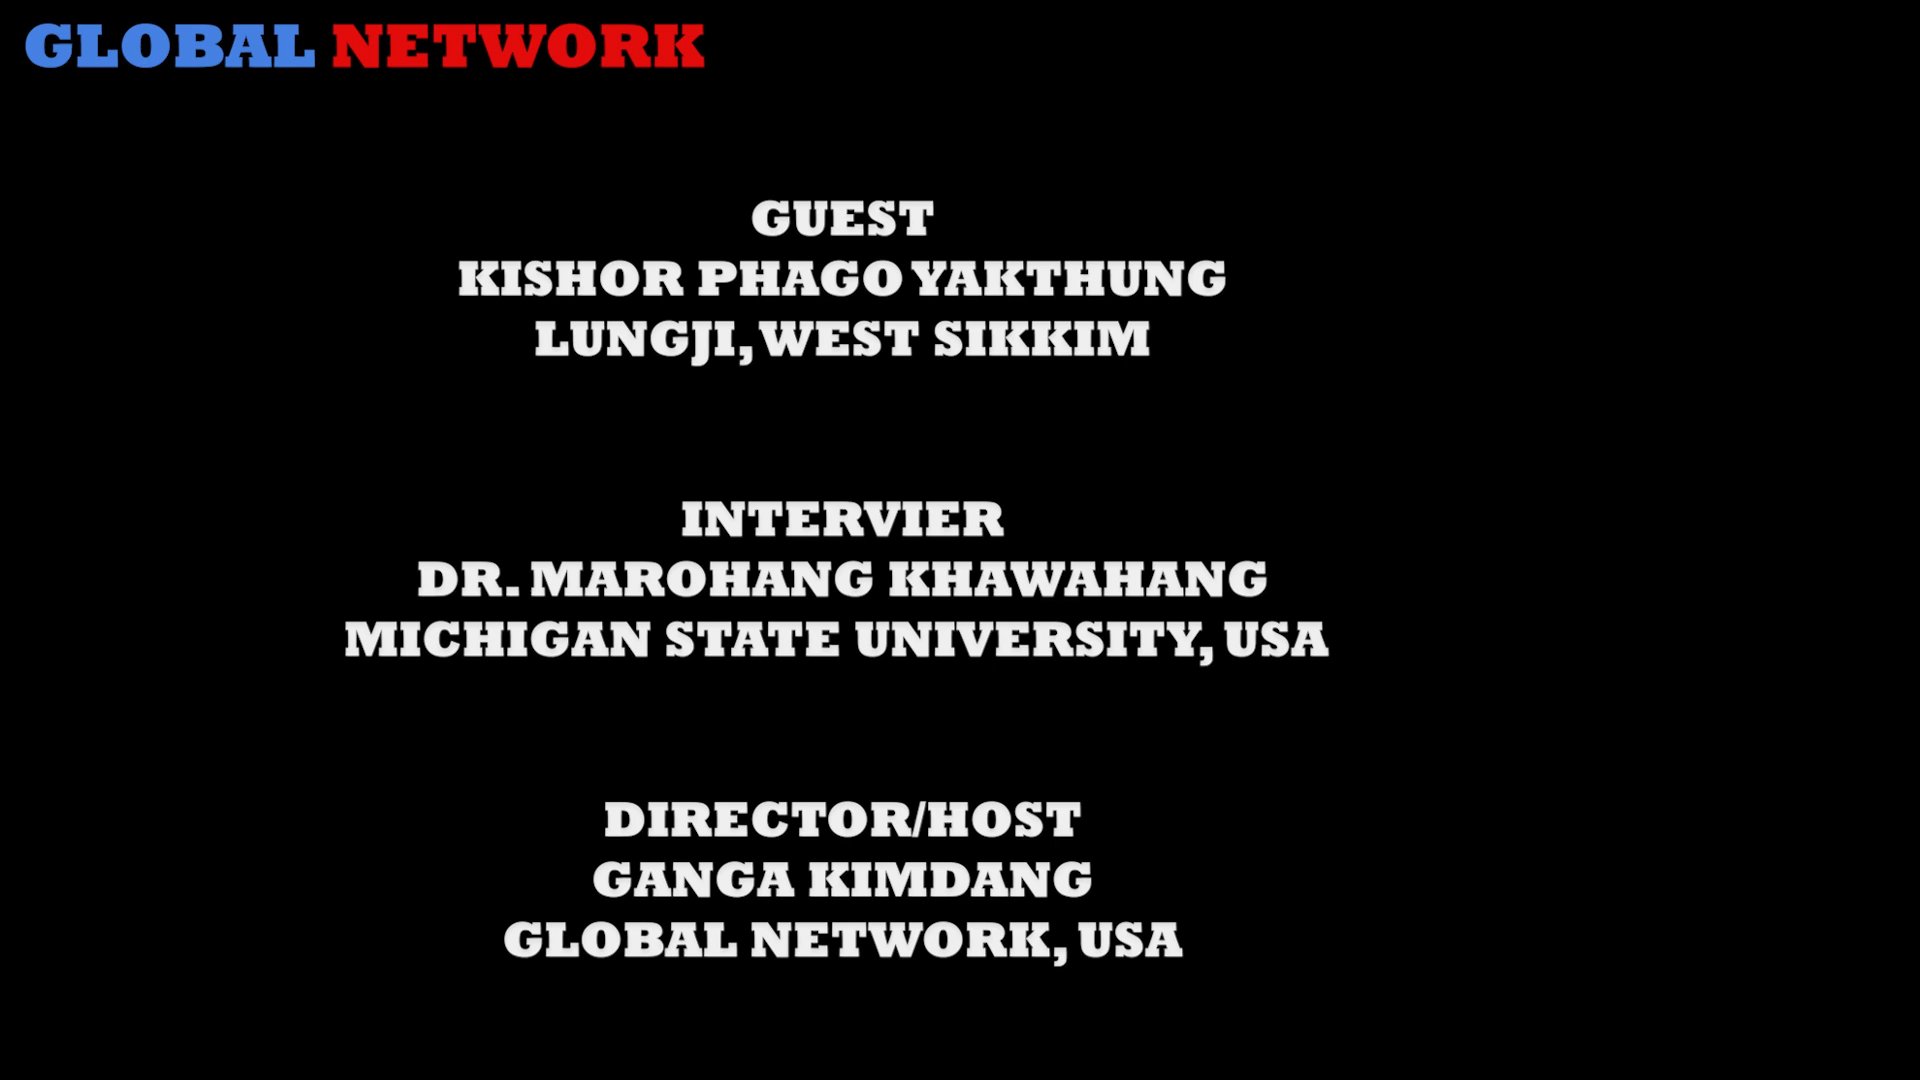 GLOBAL NETWORK
GUEST
KISHOR PHAGO YAKTHUNG
LUNGJI, WEST SIKKIM
INTERVIER
DR. MAROHANG KHAWAHANG
MICHIGAN STATE UNIVERSITY, USA
DIRECTOR/HOST
GANGA KIMDANG
GLOBAL NETWORK, USA